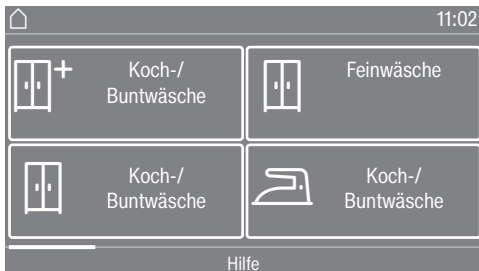 11:02
Koch-/
Buntwäsche
Feinwäsche
Koch-/
Buntwäsche
Koch-/
Buntwäsche
Hilfe